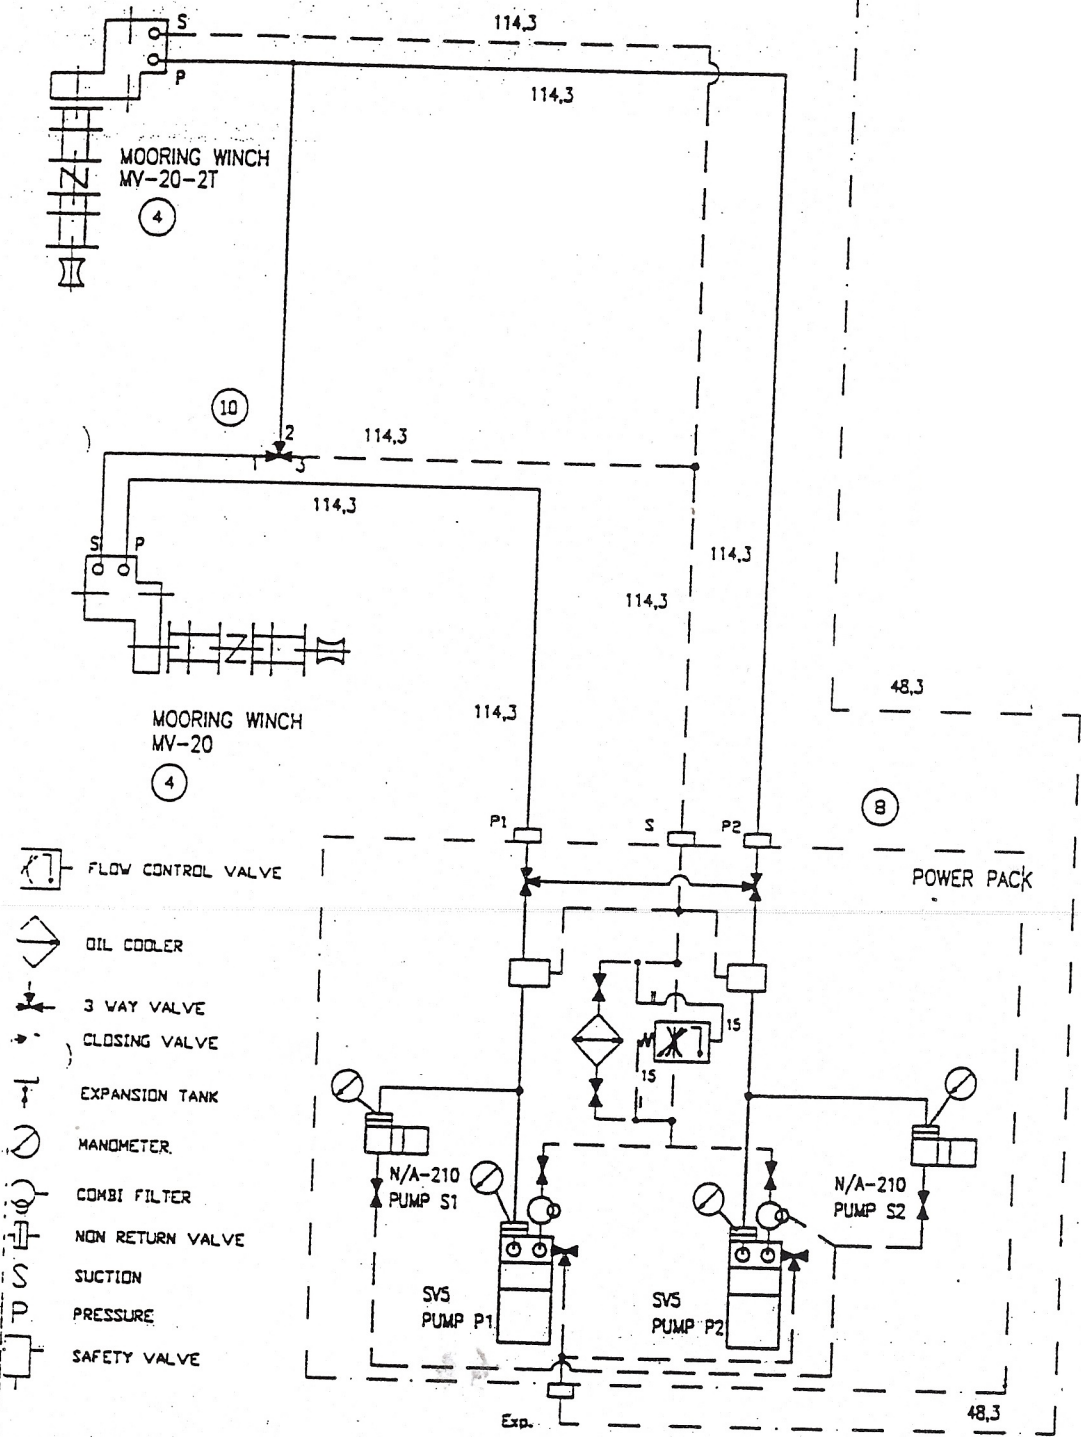 S
114,3
P
114,3
MOORING WINCH
MV-20-2T
4
10
2
114,3
1
3
114,3
S
P
114,3
114,3
MOORING WINCH
MV-20
4
48,3
114,3
8
P1
S
P2
POWER PACK
FLOW CONTROL VALVE
OIL COOLER
3 WAY VALVE
CLOSING VALVE
EXPANSION TANK
MANOMETER
COMBI FILTER
NON RETURN VALVE
S SUCTION
P PRESSURE
SAFETY VALVE
15
15
N/A-210
PUMP S1
N/A-210
PUMP S2
SV5
PUMP P1
SV5
PUMP P2
Exp.
48,3